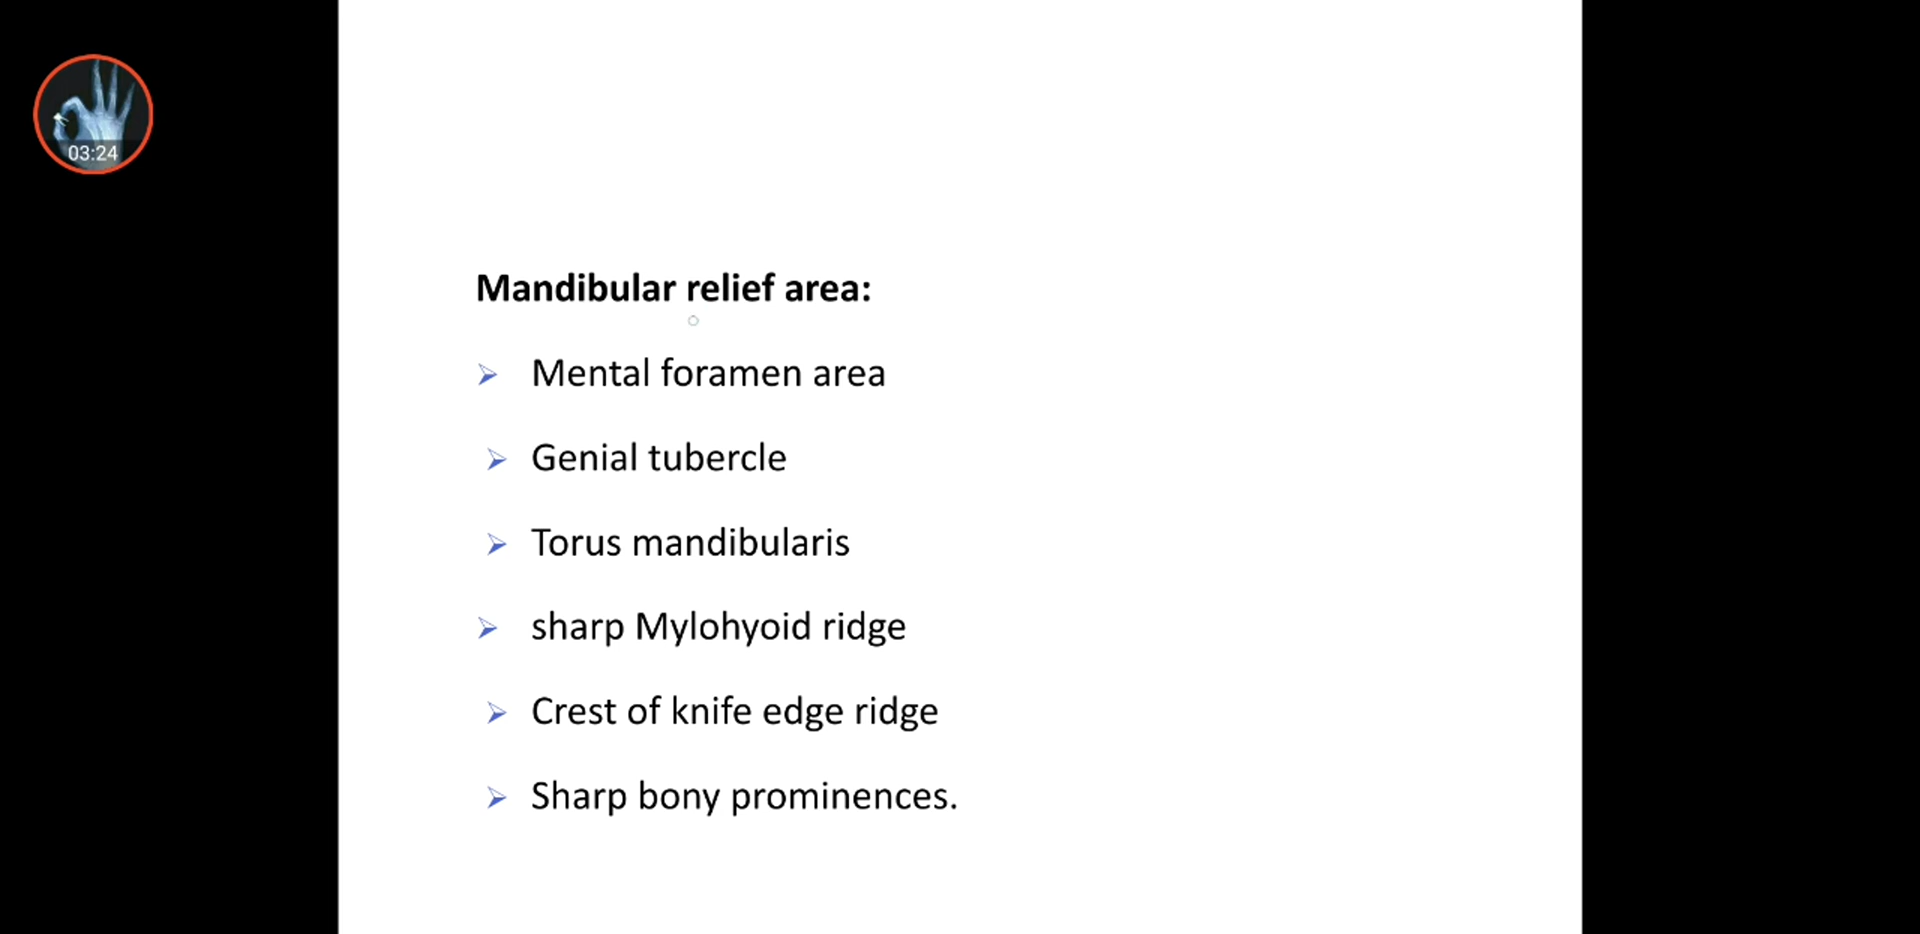 03:24
Mandibular relief area:
➢ Mental foramen area
➢ Genial tubercle
➢ Torus mandibularis
➢ sharp Mylohyoid ridge
➢ Crest of knife edge ridge
➢ Sharp bony prominences.